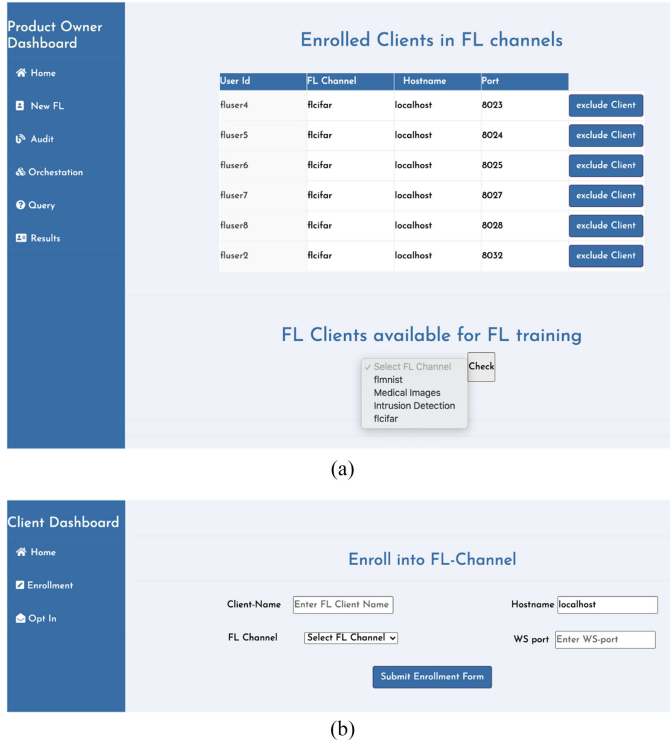 Product Owner
Dashboard
Home
New FL
Audit
Orchestation
Query
Results
Enrolled Clients in FL channels
User Id FL Channel Hostname Port
fluser4 flcifar localhost 8023 exclude Client
fluser5 flcifar localhost 8024 exclude Client
fluser6 flcifar localhost 8025 exclude Client
fluser7 flcifar localhost 8027 exclude Client
fluser8 flcifar localhost 8028 exclude Client
fluser2 flcifar localhost 8032 exclude Client
FL Clients available for FL training
✓ Select FL Channel Check
flmnist
Medical Images
Intrusion Detection
flcifar
(a)
Client Dashboard
Home
Enrollment
Opt In
Enroll into FL-Channel
Client-Name Enter FL Client Name Hostname localhost
FL Channel Select FL Channel WS port Enter WS-port
Submit Enrollment Form
(b)